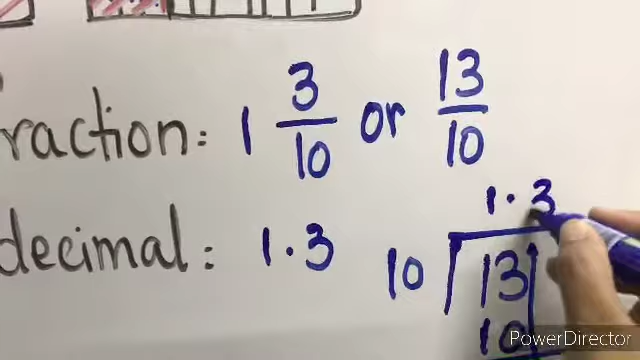 raction: 1 3/10 or 13/10
decimal: 1.3
1.3
10 13
10
PowerDirector